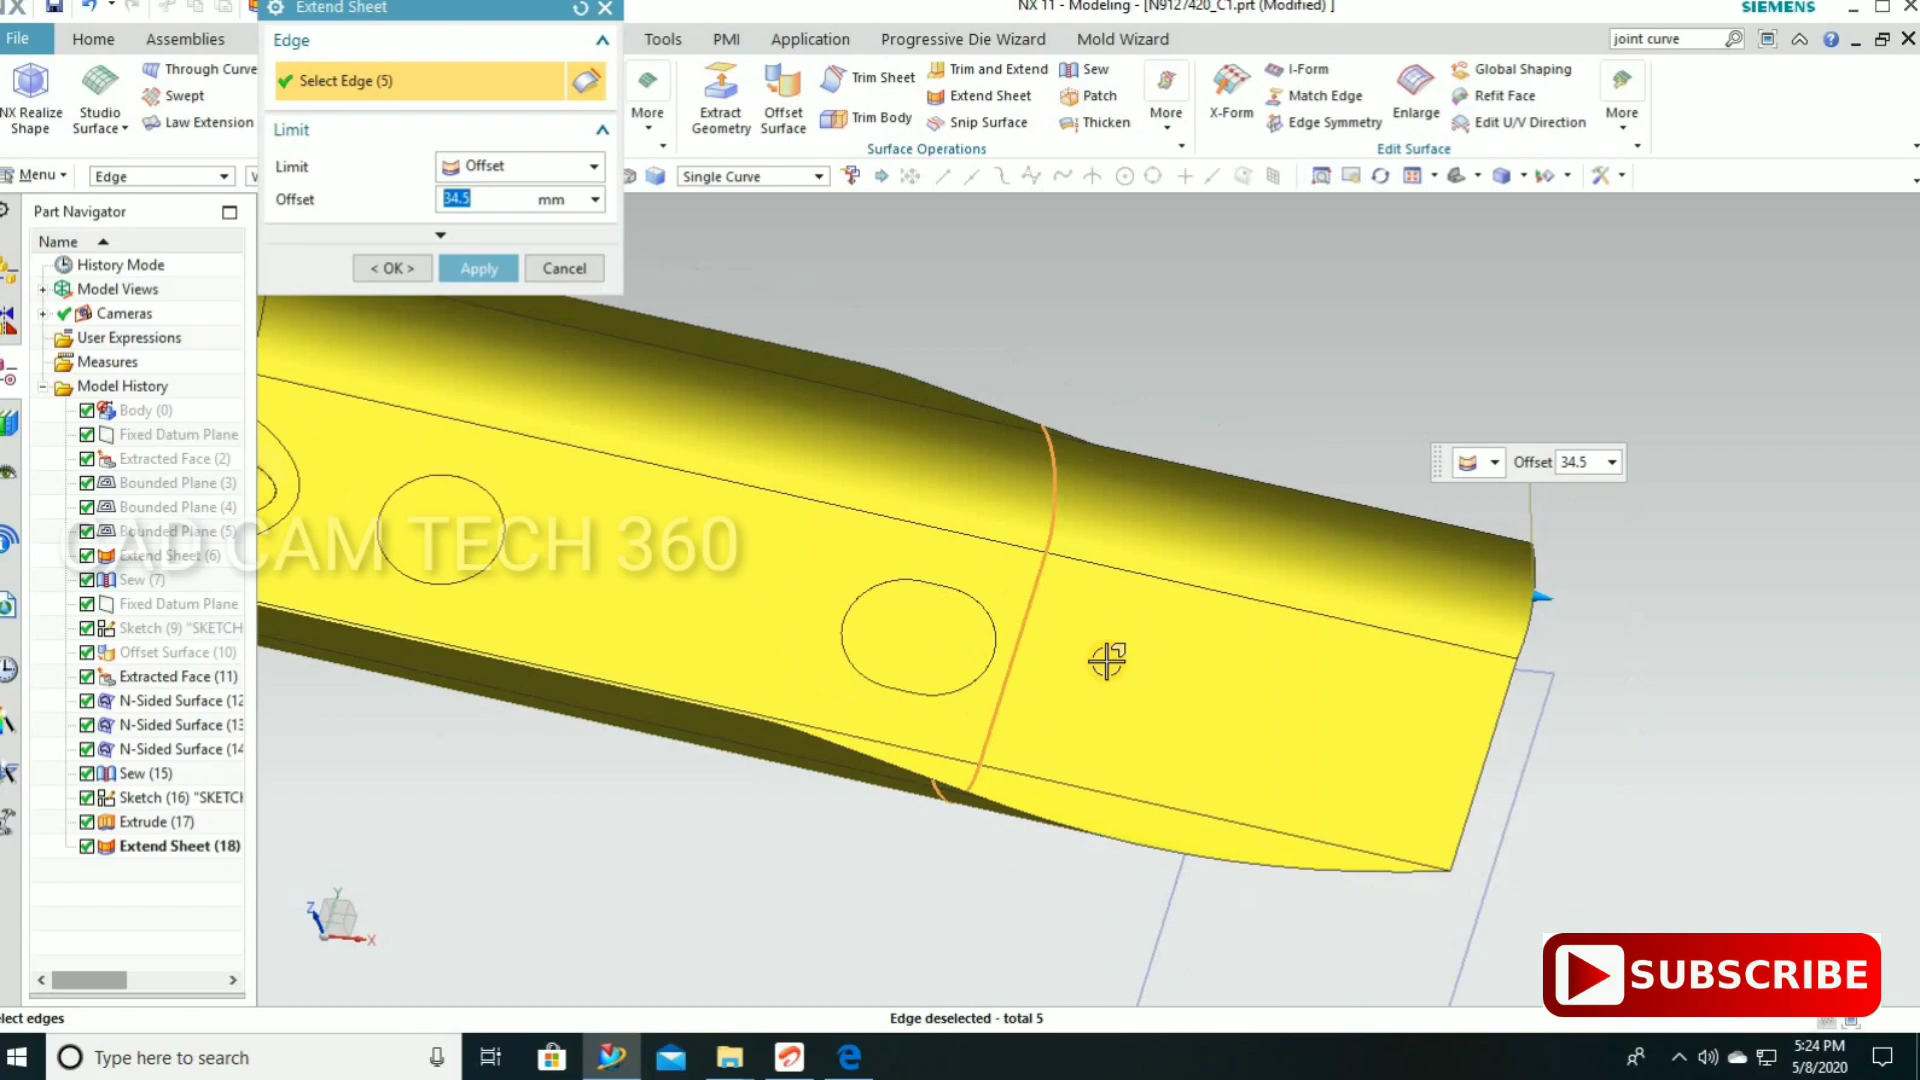 Extend Sheet
NX 11 - Modeling - [N9127420_C1.prt (Modified) ]
SIEMENS
File
Home
Assemblies
Tools
PMI
Application
Progressive Die Wizard
Mold Wizard
joint curve
NX Realize
Shape
Studio
Surface
Through Curve
Swept
Law Extension
Edge
Select Edge (5)
Limit
Limit
Offset
Offset
34.5
mm
< OK >
Apply
Cancel
More
Extract
Geometry
Offset
Surface
Trim Sheet
Trim Body
Trim and Extend
Extend Sheet
Snip Surface
Sew
Patch
Thicken
More
Surface Operations
X-Form
I-Form
Match Edge
Edge Symmetry
Enlarge
Global Shaping
Refit Face
Edit U/V Direction
More
Edit Surface
Menu
Edge
Single Curve
Part Navigator
Name
History Mode
Model Views
Cameras
User Expressions
Measures
Model History
Body (0)
Fixed Datum Plane
Extracted Face (2)
Bounded Plane (3)
Bounded Plane (4)
Bounded Plane (5)
Extend Sheet (6)
Sew (7)
Fixed Datum Plane
Sketch (9) "SKETCH
Offset Surface (10)
Extracted Face (11)
N-Sided Surface (12
N-Sided Surface (13
N-Sided Surface (14
Sew (15)
Sketch (16) "SKETCH
Extrude (17)
Extend Sheet (18)
CAD CAM TECH 360
Offset 34.5
Y
Z
X
SUBSCRIBE
elect edges
Edge deselected - total 5
Type here to search
5:24 PM
5/8/2020